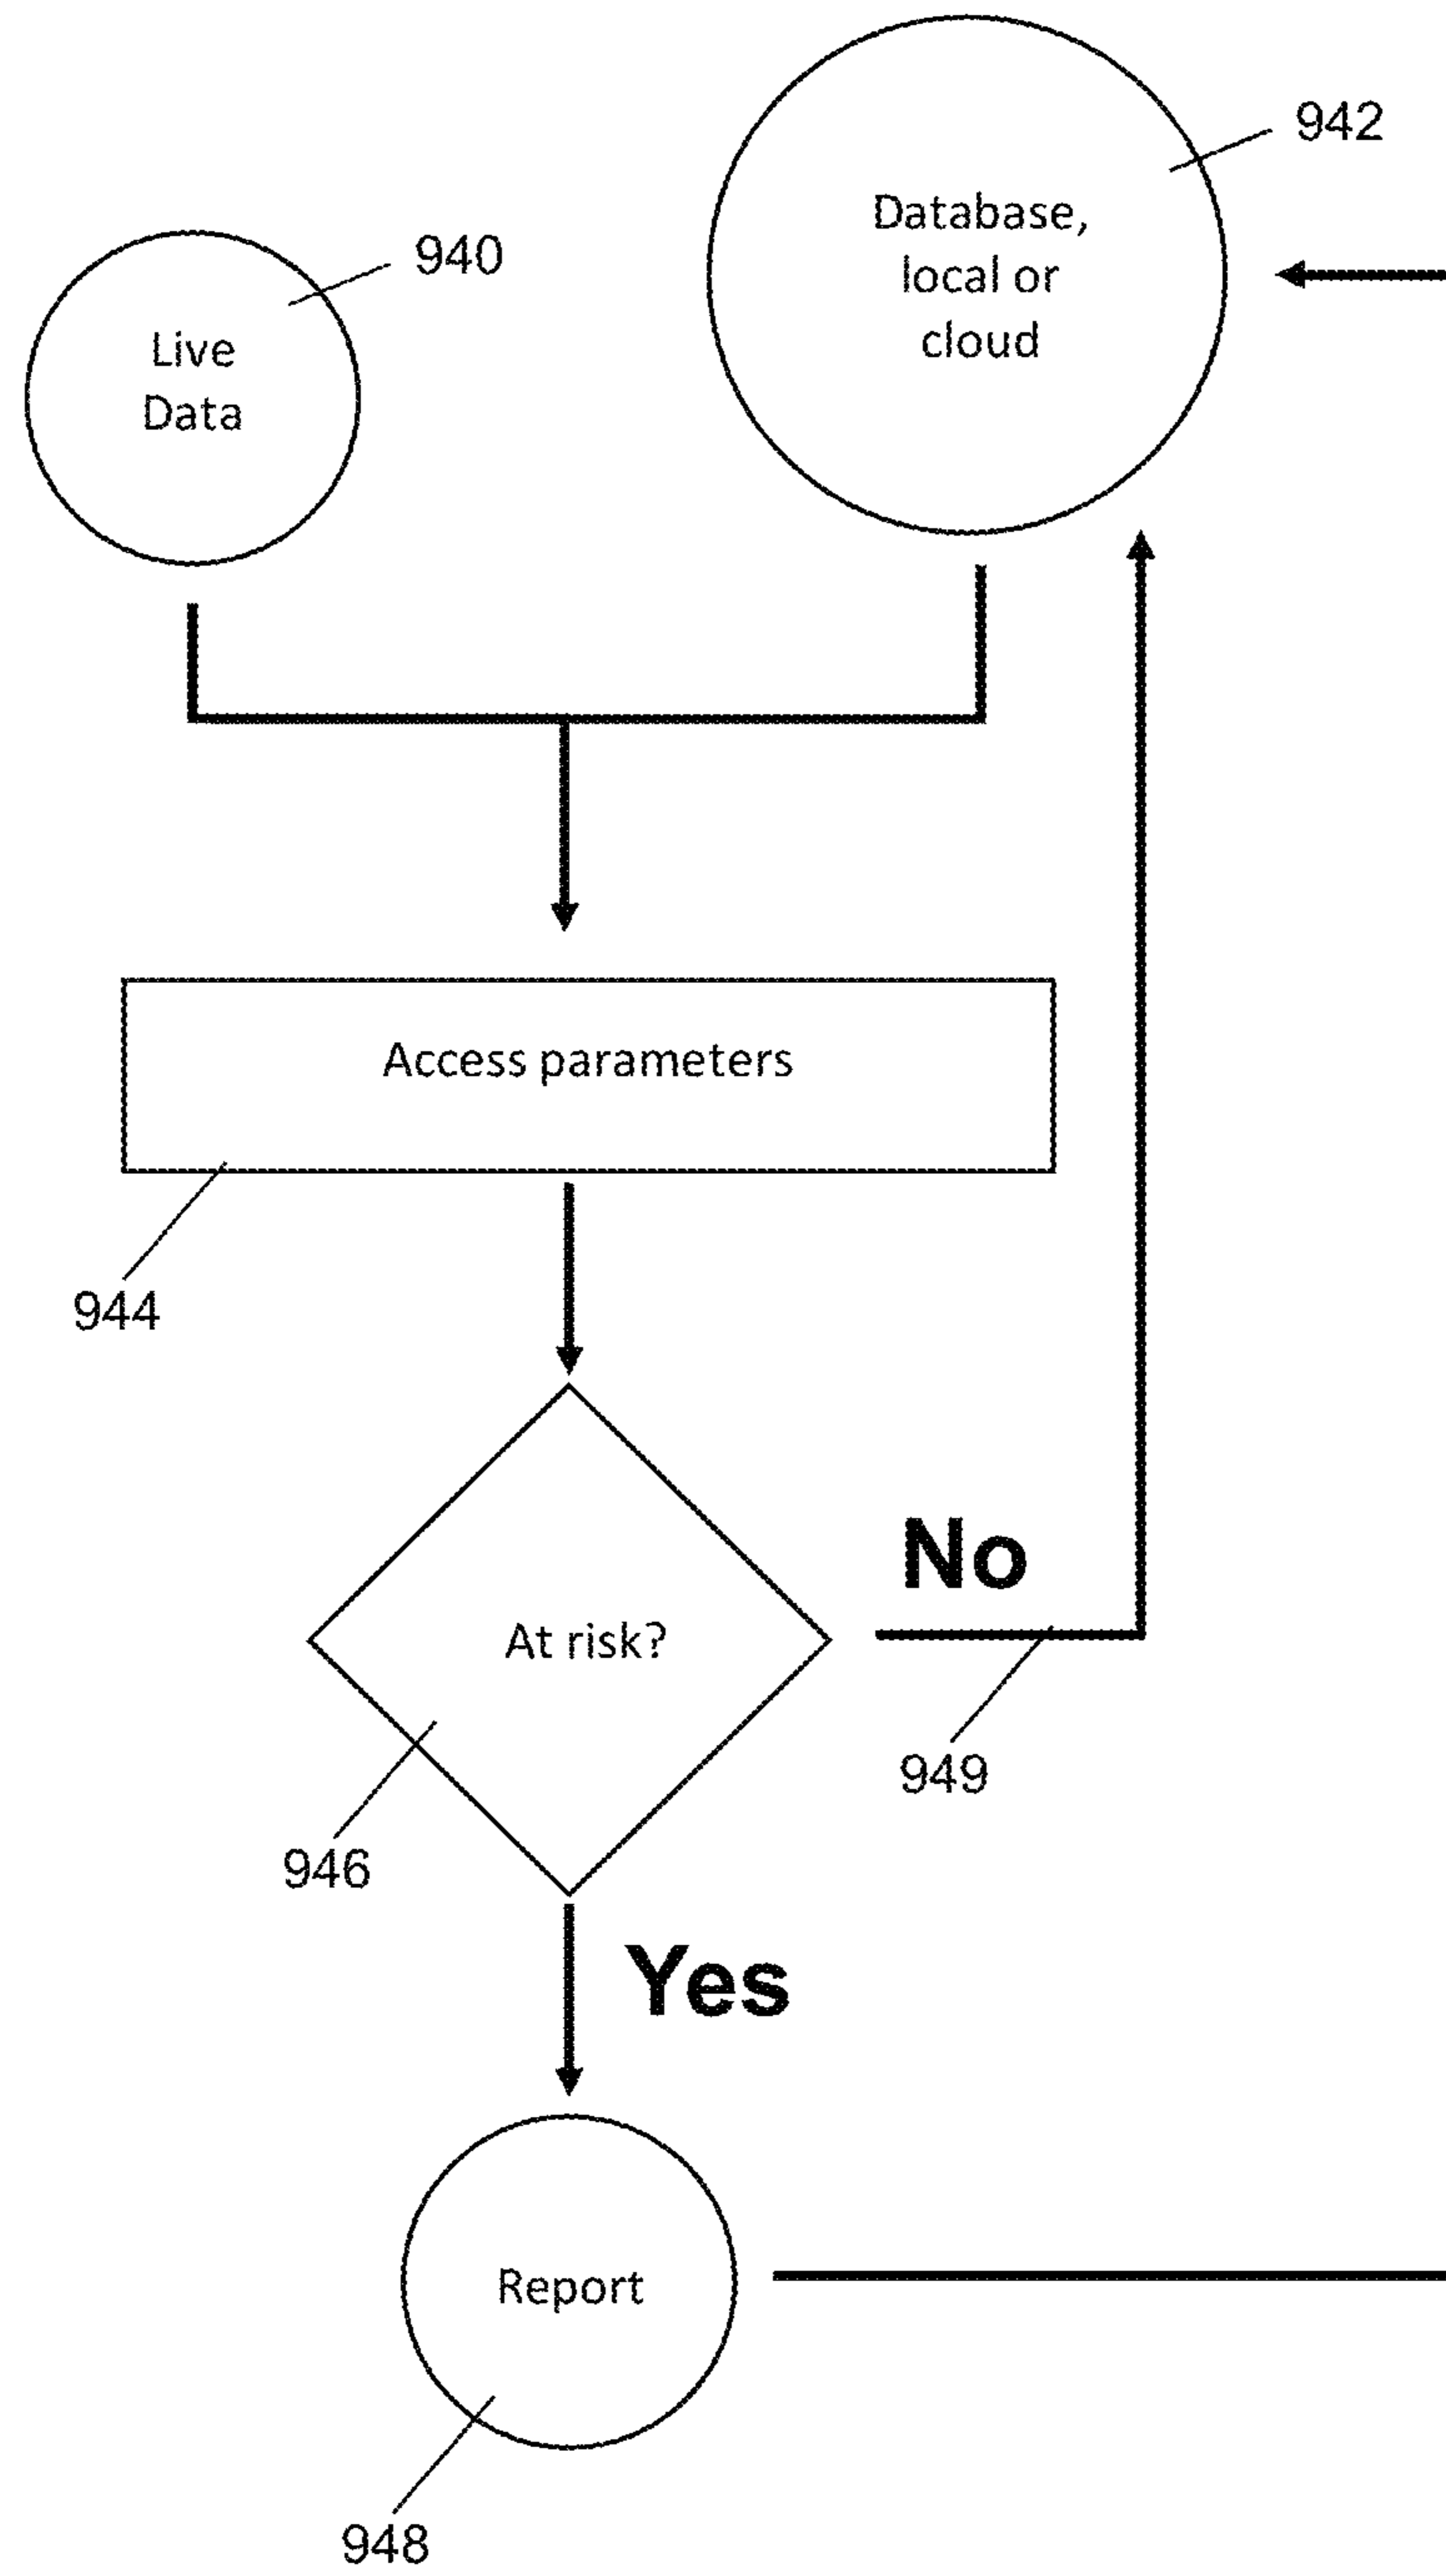 942
Database,
local or
cloud
940
Live
Data
Access parameters
944
No
At risk?
949
946
Yes
Report
948